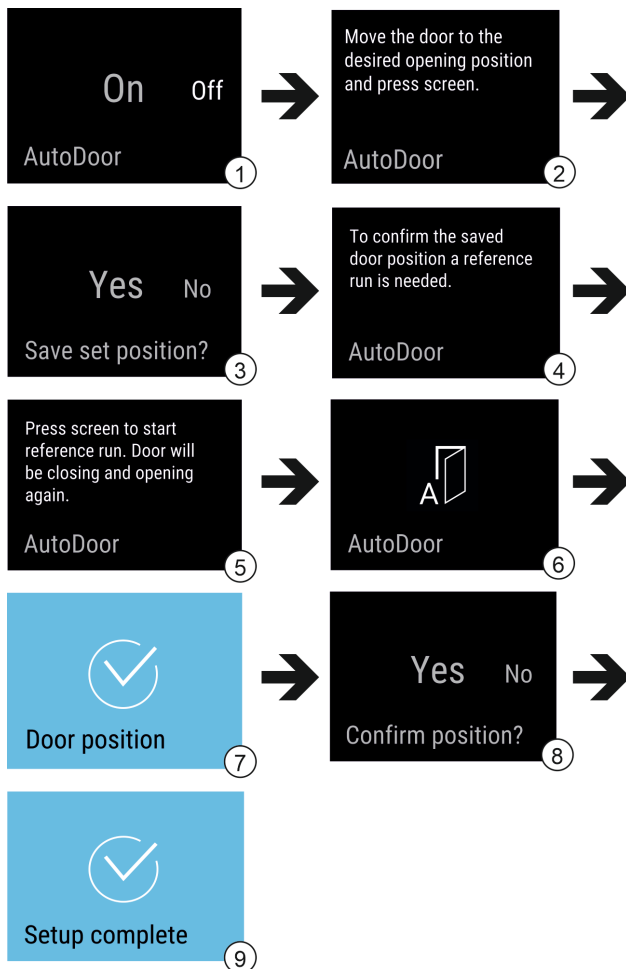 On Off
AutoDoor
1
Move the door to the
desired opening position
and press screen.
AutoDoor
2
Yes No
Save set position?
3
To confirm the saved
door position a reference
run is needed.
AutoDoor
4
Press screen to start
reference run. Door will
be closing and opening
again.
AutoDoor
5
A
AutoDoor
6
Door position
7
Yes No
Confirm position?
8
Setup complete
9